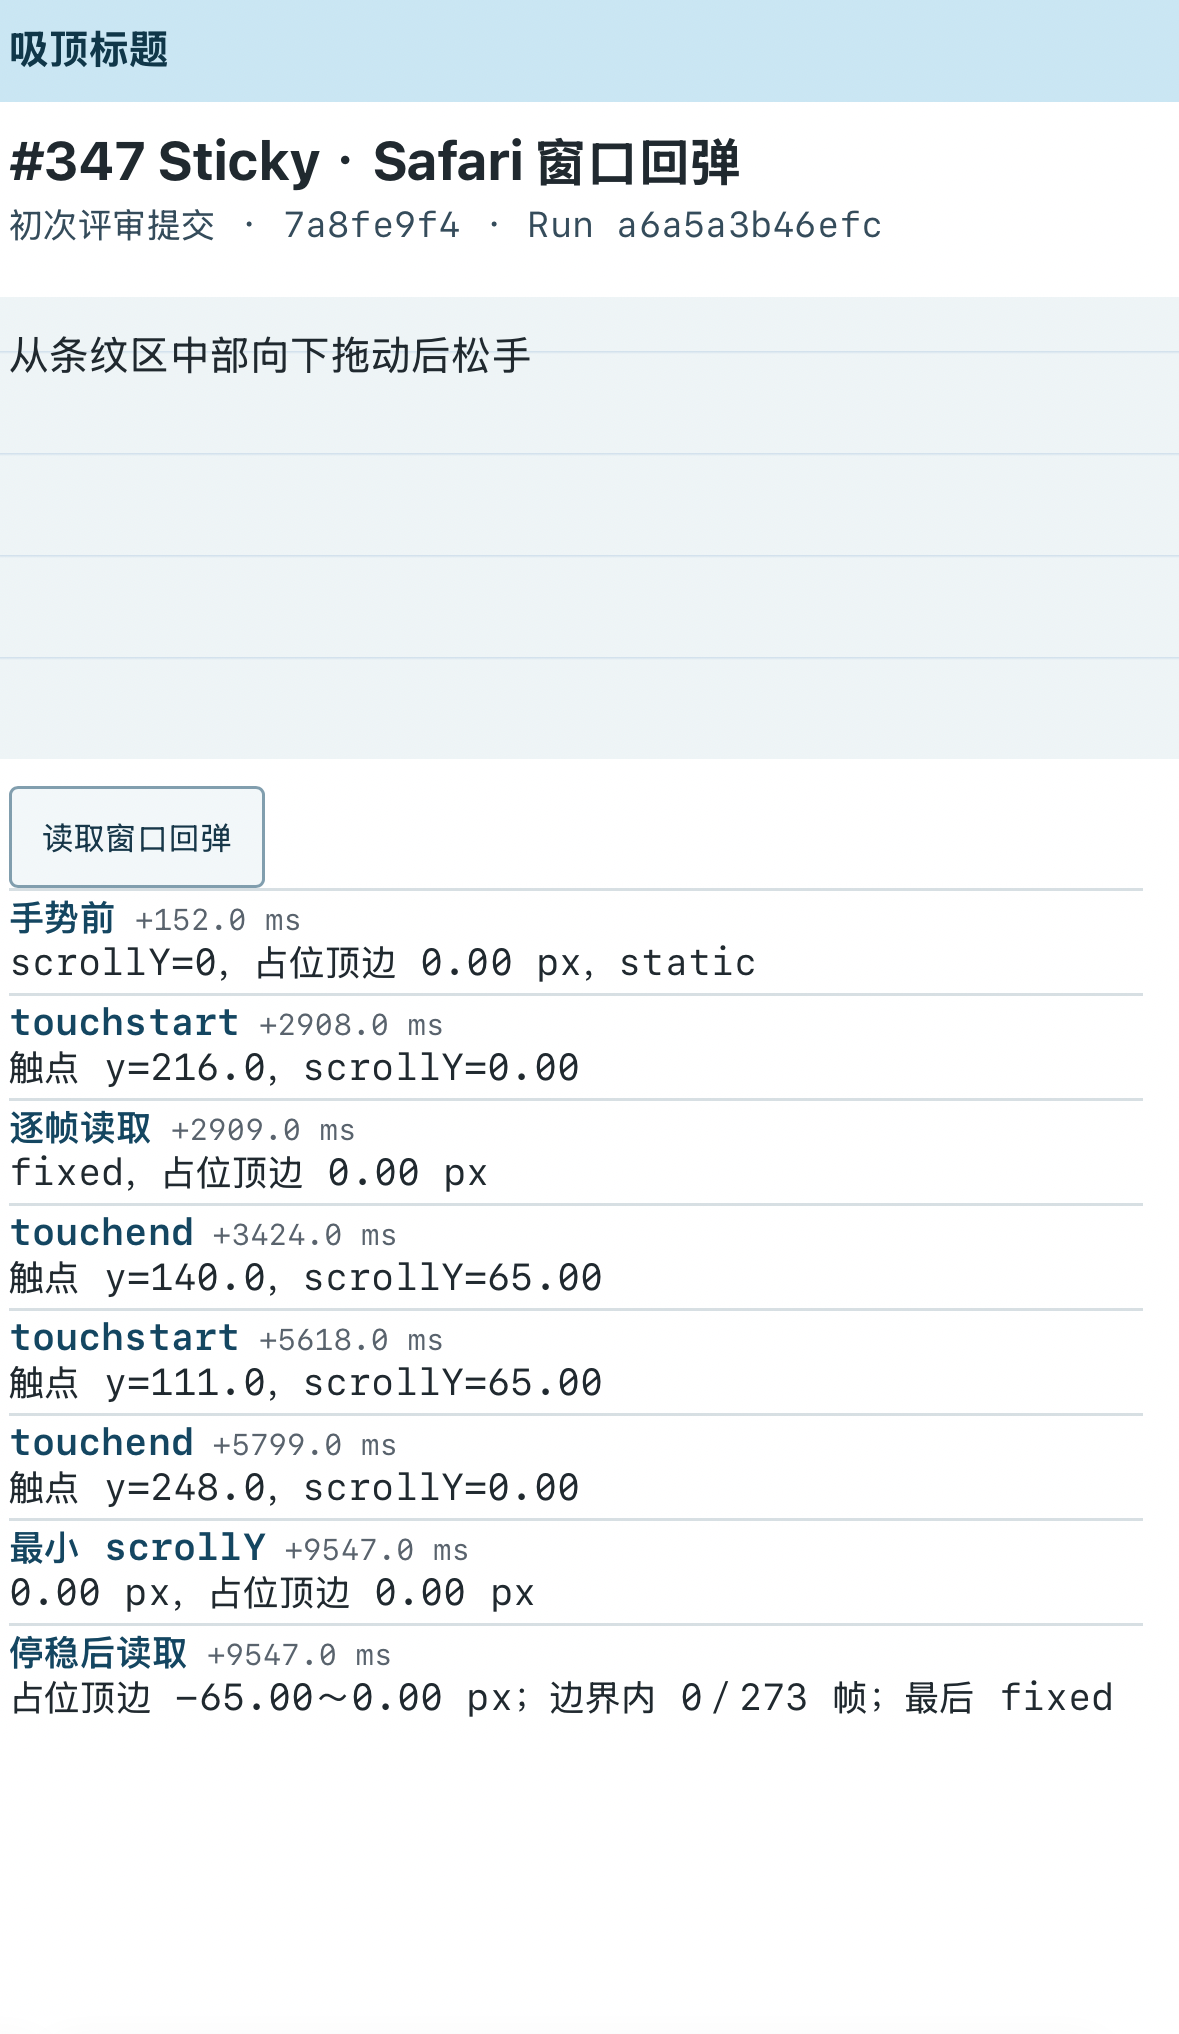 吸顶标题
#347 Sticky · Safari 窗口回弹
初次评审提交 · 7a8fe9f4 · Run a6a5a3b46efc
从条纹区中部向下拖动后松手
读取窗口回弹
手势前 +152.0 ms
scrollY=0, 占位顶边 0.00 px, static
touchstart +2908.0 ms
触点 y=216.0, scrollY=0.00
逐帧读取 +2909.0 ms
fixed, 占位顶边 0.00 px
touchend +3424.0 ms
触点 y=140.0, scrollY=65.00
touchstart +5618.0 ms
触点 y=111.0, scrollY=65.00
touchend +5799.0 ms
触点 y=248.0, scrollY=0.00
最小 scrollY +9547.0 ms
0.00 px, 占位顶边 0.00 px
停稳后读取 +9547.0 ms
占位顶边 −65.00～0.00 px; 边界内 0/273 帧; 最后 fixed